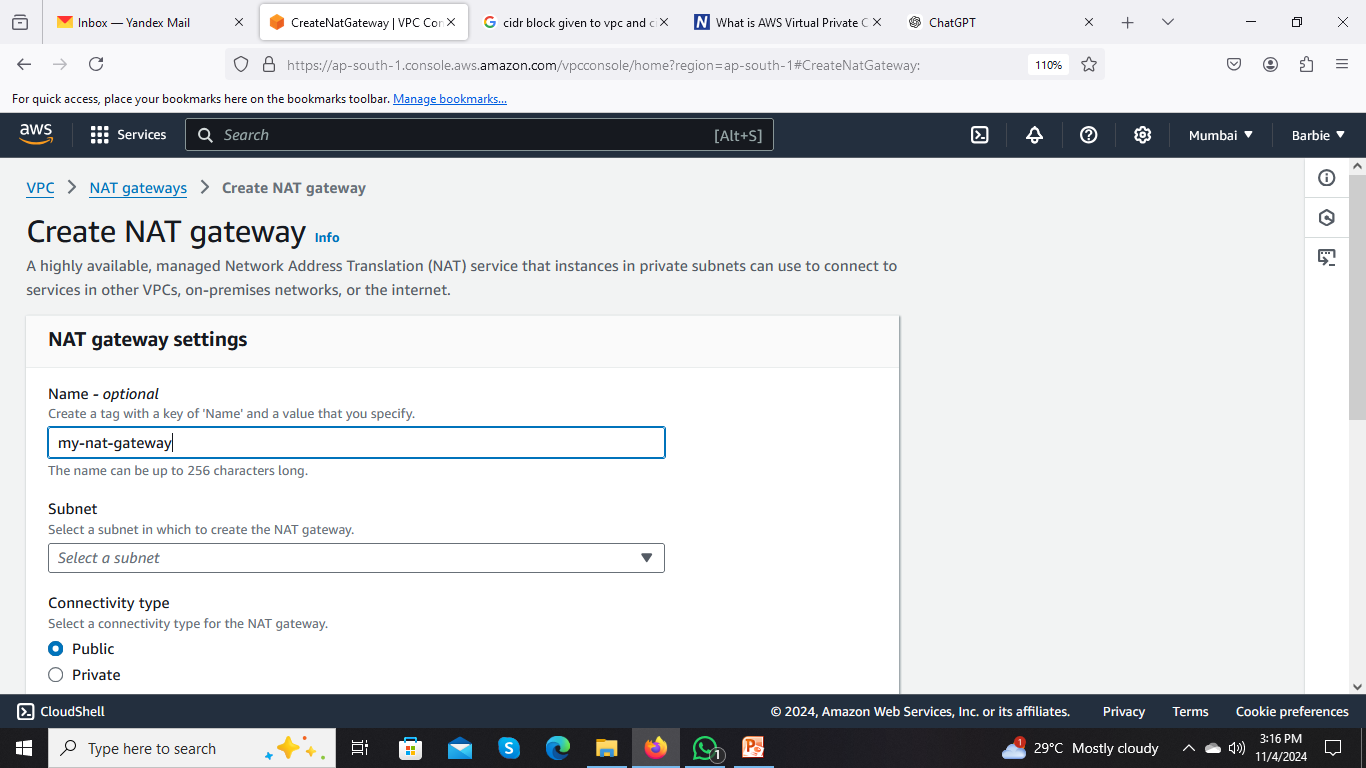 Inbox — Yandex Mail
CreateNatGateway | VPC Con
cidr block given to vpc and c
What is AWS Virtual Private C
ChatGPT
https://ap-south-1.console.aws.amazon.com/vpcconsole/home?region=ap-south-1#CreateNatGateway:
110%
For quick access, place your bookmarks here on the bookmarks toolbar. Manage bookmarks...
aws
Services
Search
[Alt+S]
Mumbai
Barbie
VPC
NAT gateways
Create NAT gateway
Create NAT gateway Info
A highly available, managed Network Address Translation (NAT) service that instances in private subnets can use to connect to
services in other VPCs, on-premises networks, or the internet.
NAT gateway settings
Name - optional
Create a tag with a key of 'Name' and a value that you specify.
my-nat-gateway
The name can be up to 256 characters long.
Subnet
Select a subnet in which to create the NAT gateway.
Select a subnet
Connectivity type
Select a connectivity type for the NAT gateway.
Public
Private
CloudShell
© 2024, Amazon Web Services, Inc. or its affiliates.
Privacy
Terms
Cookie preferences
Type here to search
1
1
29°C Mostly cloudy
3:16 PM
11/4/2024